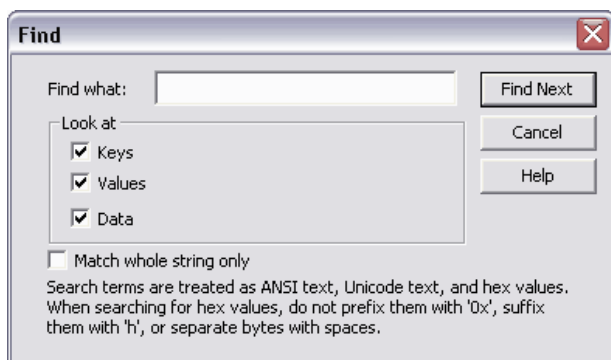 Find
Find what:
Find Next
Look at
Cancel
Keys
Values
Help
Data
Match whole string only
Search terms are treated as ANSI text, Unicode text, and hex values.
When searching for hex values, do not prefix them with '0x', suffix
them with 'h', or separate bytes with spaces.